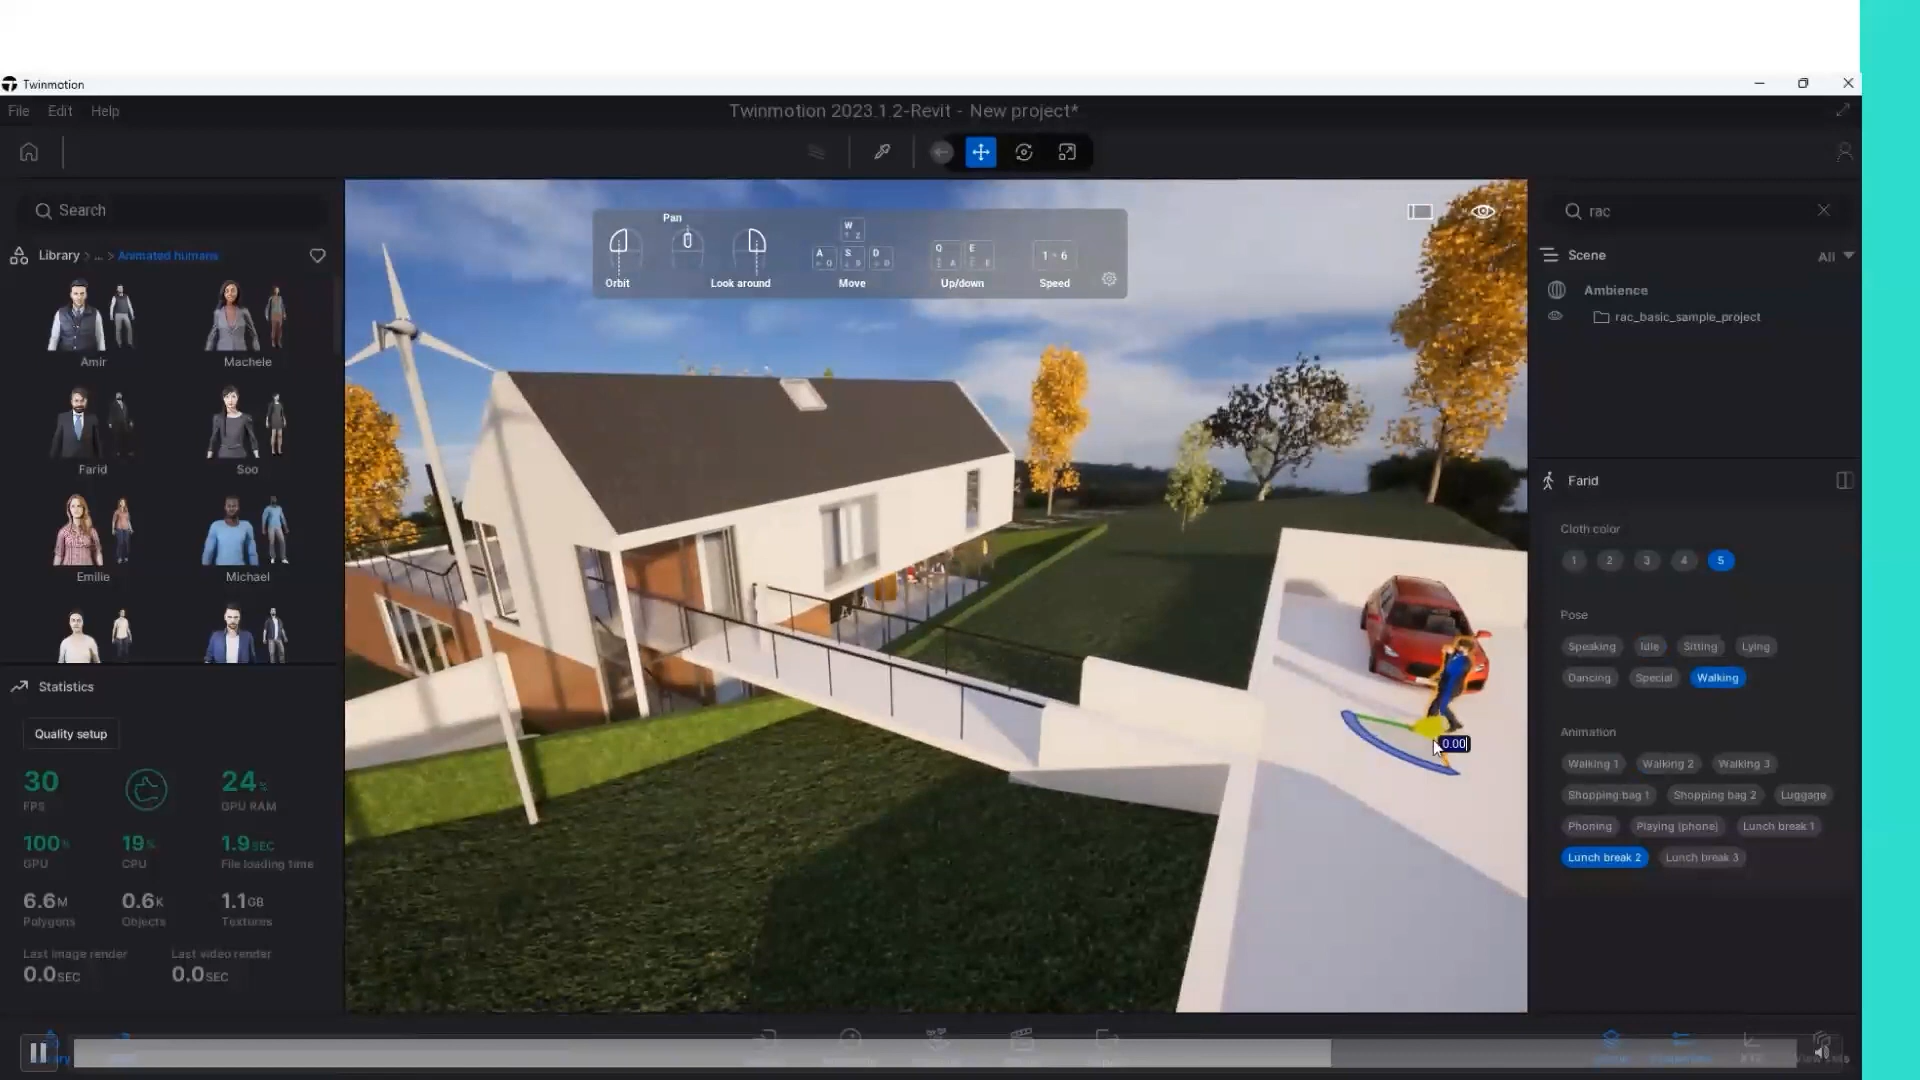 Twinmotion
File Edit Help
Twinmotion 2023.1.2-Revit - New project*
Search
Library > ... > Animated humans
Amir
Machele
Farid
Soo
Emilie
Michael
Statistics
Quality setup
30
FPS
24%
GPU RAM
100%
GPU
19%
CPU
1.9SEC
File loading time
6.6M
Polygons
0.6K
Objects
1.1GB
Textures
Last image render
0.0SEC
Last video render
0.0SEC
Pan
Orbit
Look around
W
A S D
Move
Q E
Up/down
1 - 6
Speed
0.00
rac
Scene
All
Ambience
rac_basic_sample_project
Farid
Cloth color
1 2 3 4 5
Pose
Speaking Idle Sitting Lying
Dancing Special Walking
Animation
Walking 1 Walking 2 Walking 3
Shopping bag 1 Shopping bag 2 Luggage
Phoning Playing (phone) Lunch break 1
Lunch break 2 Lunch break 3